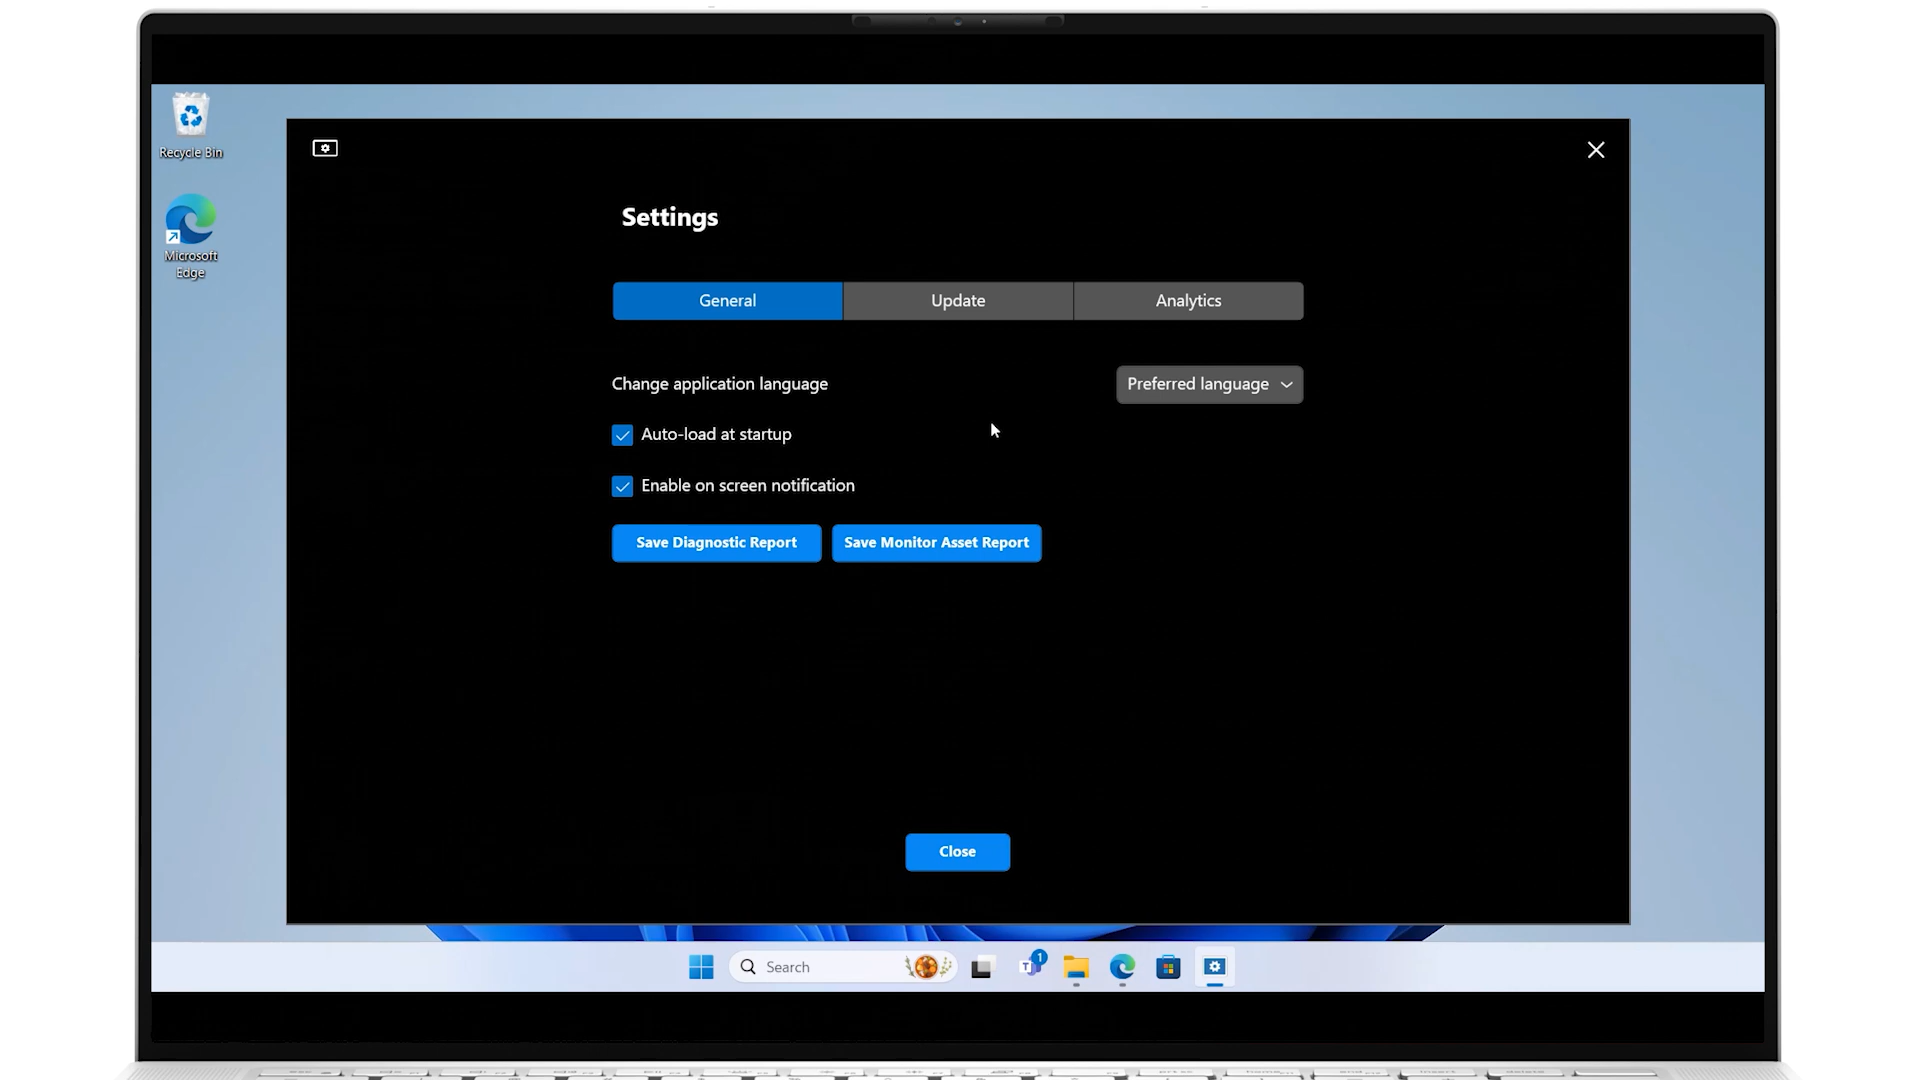 Recycle Bin
Microsoft
Edge
Settings
General
Update
Analytics
Change application language
Preferred language
Auto-load at startup
Enable on screen notification
Save Diagnostic Report
Save Monitor Asset Report
Close
Search
1